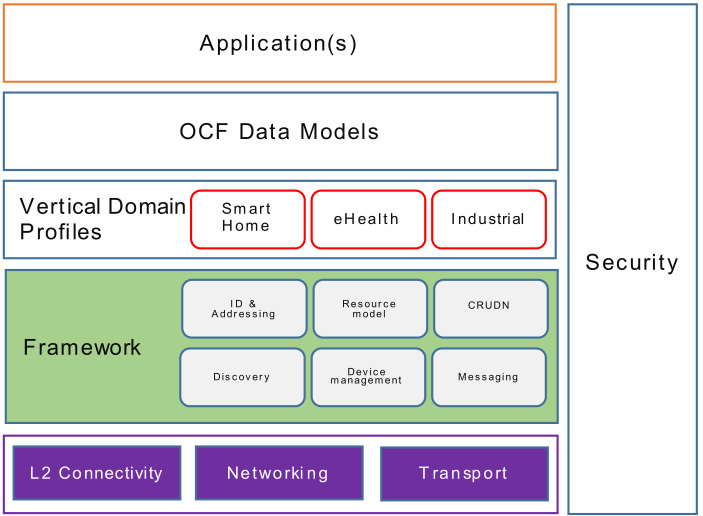 Application(s)
OCF Data Models
Vertical Domain
Profiles
Smart
Home
eHealth
Industrial
Security
Framework
ID &
Addressing
Resource
model
CRUDN
Discovery
Device
management
Messaging
L2 Connectivity
Networking
Transport